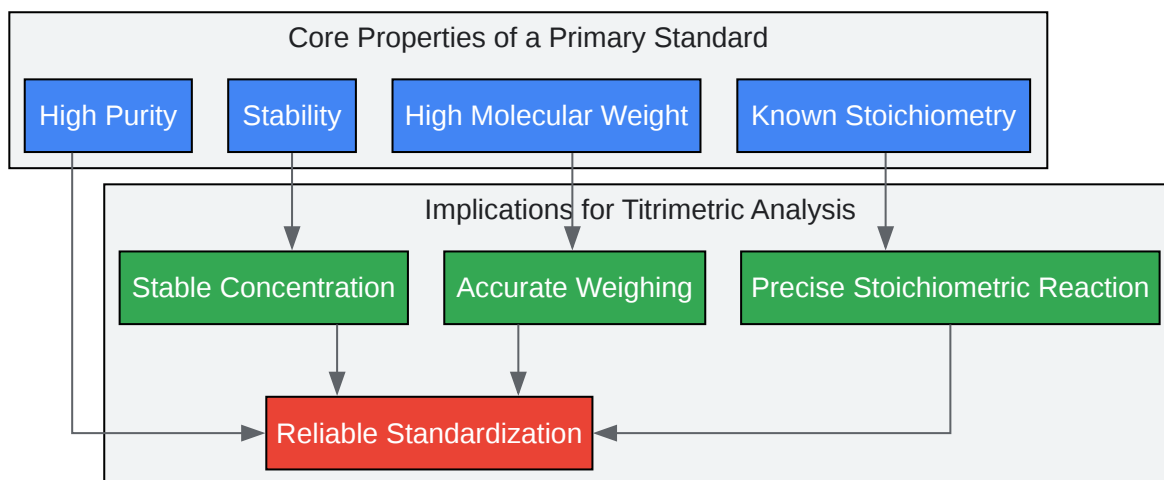 Core Properties of a Primary Standard
High Purity
Stability
High Molecular Weight
Known Stoichiometry
Implications for Titrimetric Analysis
Stable Concentration
Accurate Weighing
Precise Stoichiometric Reaction
Reliable Standardization